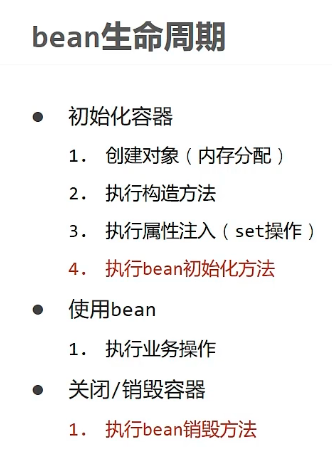 bean生命周期
● 初始化容器
1. 创建对象（内存分配）
2. 执行构造方法
3. 执行属性注入（set操作）
4. 执行bean初始化方法
● 使用bean
1. 执行业务操作
● 关闭/销毁容器
1. 执行bean销毁方法